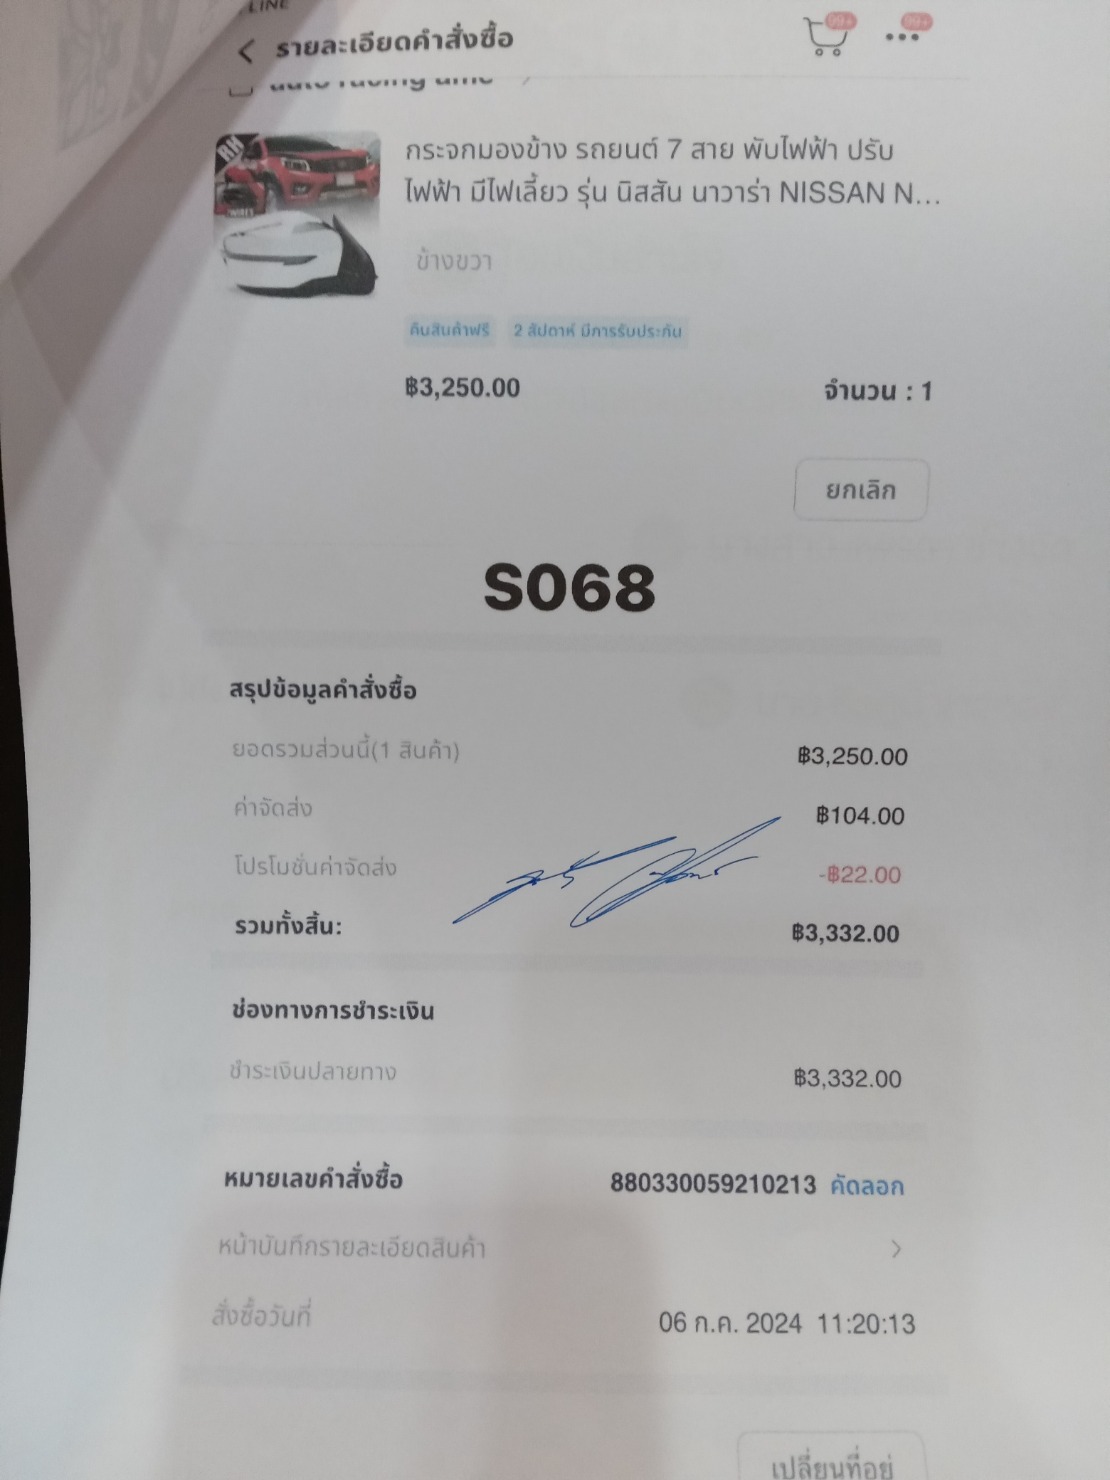 LINE
รายละเอียดคำสั่งซื้อ
99+
99+
auto racing
RH
WIRES
กระจกมองข้าง รถยนต์ 7 สาย พับไฟฟ้า ปรับ
ไฟฟ้า มีไฟเลี้ยว รุ่น นิสสัน นาวาร่า NISSAN N...
ข้างขวา
คืนสินค้าฟรี 2 สัปดาห์ มีการรับประกัน
฿3,250.00 จำนวน : 1
ยกเลิก
S068
สรุปข้อมูลคำสั่งซื้อ
ยอดรวมส่วนนี้(1 สินค้า) ฿3,250.00
ค่าจัดส่ง ฿104.00
โปรโมชั่นค่าจัดส่ง -฿22.00
รวมทั้งสิ้น: ฿3,332.00
ช่องทางการชำระเงิน
ชำระเงินปลายทาง ฿3,332.00
หมายเลขคำสั่งซื้อ 880330059210213 คัดลอก
หน้าบันทึกรายละเอียดสินค้า
สั่งซื้อวันที่ 06 ก.ค. 2024 11:20:13
เปลี่ยนที่อยู่